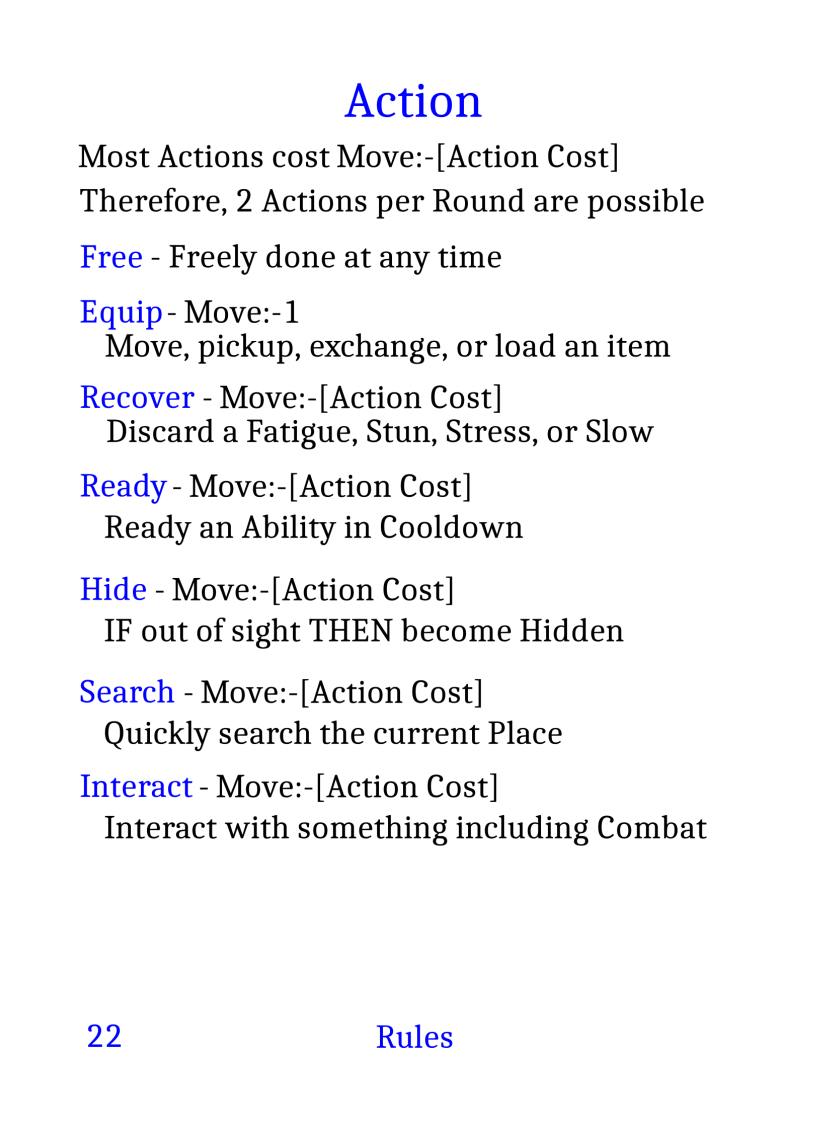 Action
Most Actions cost Move:-[Action Cost]
Therefore, 2 Actions per Round are possible
Free - Freely done at any time
Equip - Move:-1
Move, pickup, exchange, or load an item
Recover - Move:-[Action Cost]
Discard a Fatigue, Stun, Stress, or Slow
Ready - Move:-[Action Cost]
Ready an Ability in Cooldown
Hide - Move:-[Action Cost]
IF out of sight THEN become Hidden
Search - Move:-[Action Cost]
Quickly search the current Place
Interact - Move:-[Action Cost]
Interact with something including Combat
22 Rules